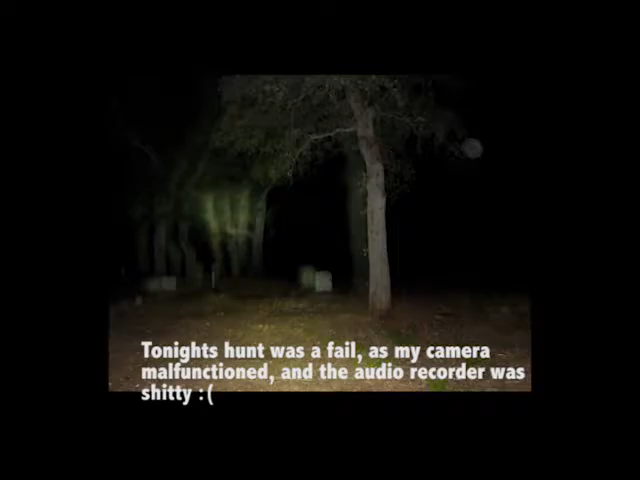 Tonights hunt was a fail, as my camera
malfunctioned, and the audio recorder was
shitty :(